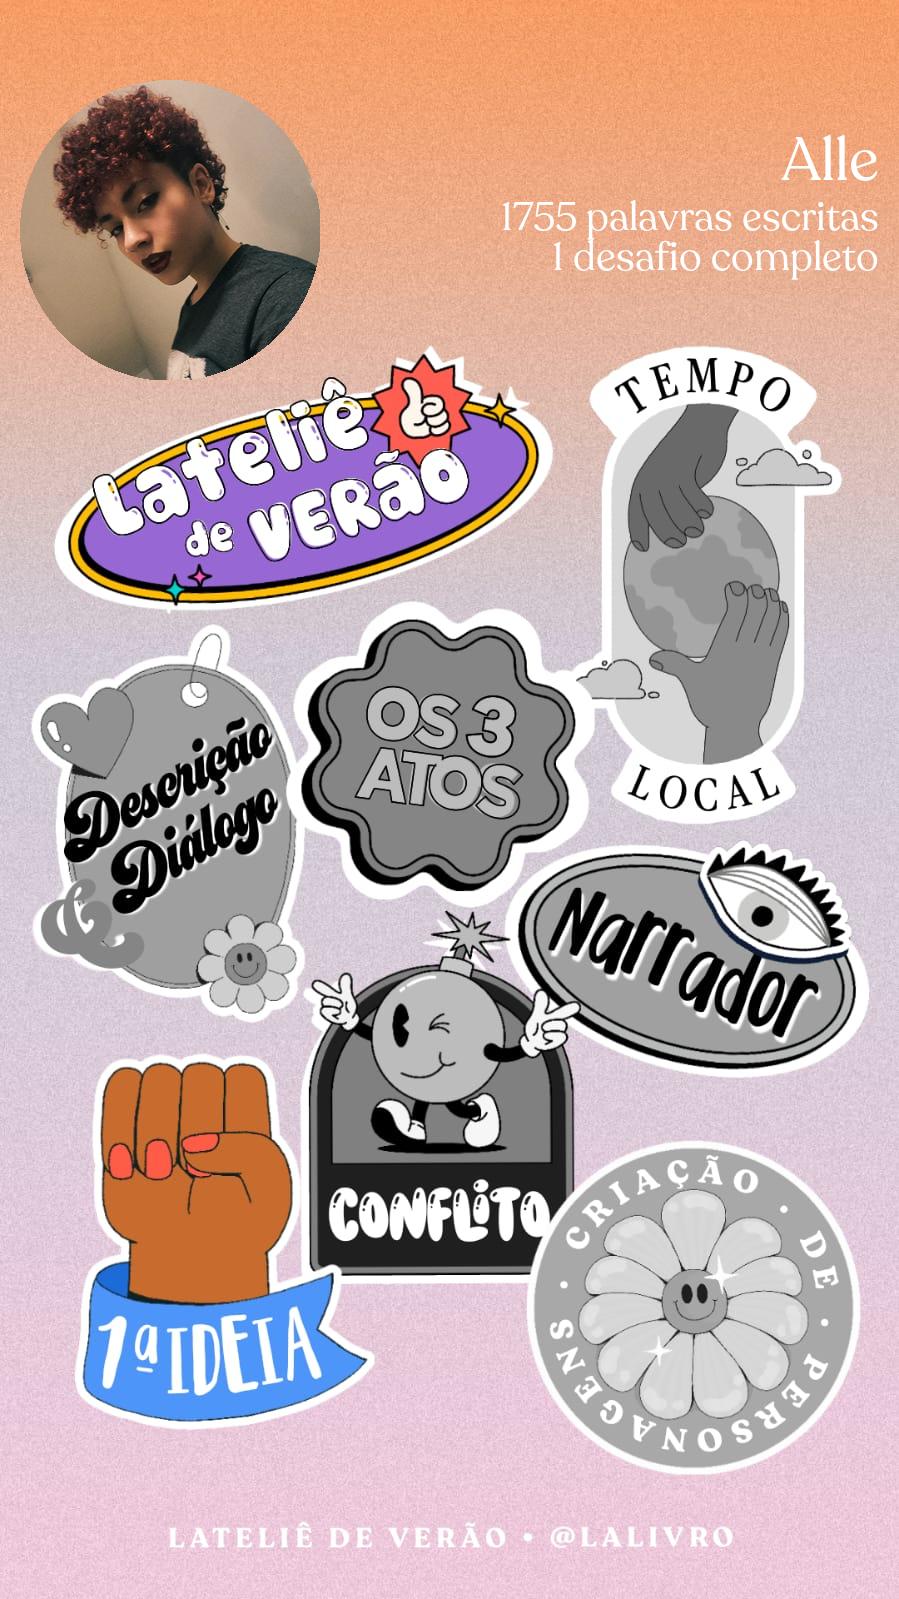 Alle
1755 palavras escritas
1 desafio completo
Lateliê
de VERÃO
TEMPO
LOCAL
OS 3
ATOS
Descrição
Diálogo
&
Narrador
CONFLITO
1ª IDEIA
CRIAÇÃO · DE · PERSONAGENS ·
LATELIÊ DE VERÃO • @LALIVRO